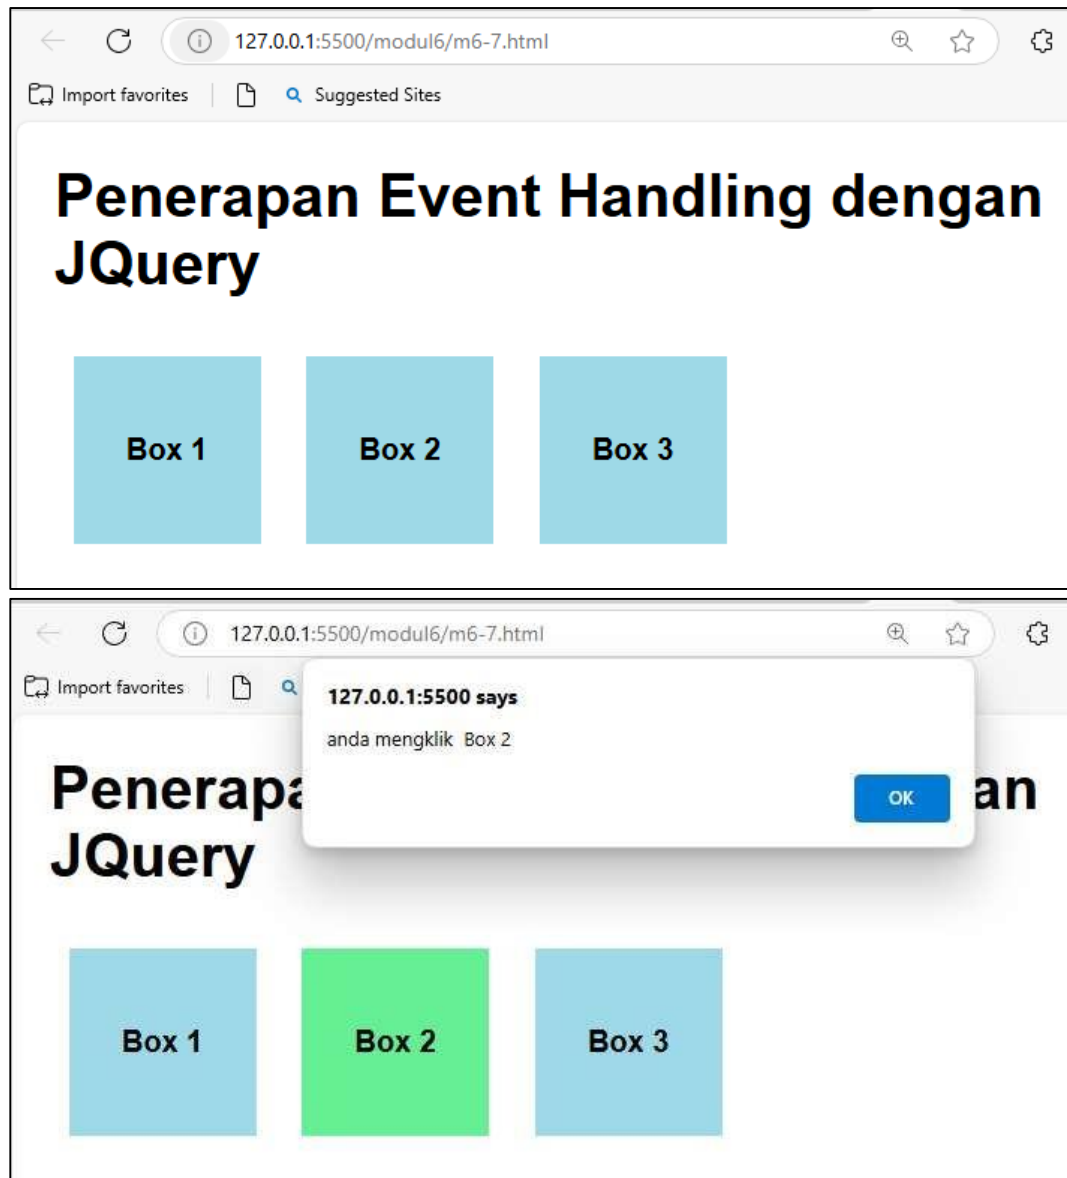 127.0.0.1:5500/modul6/m6-7.html
Import favorites
Suggested Sites
Penerapan Event Handling dengan
JQuery
Box 1
Box 2
Box 3
127.0.0.1:5500/modul6/m6-7.html
Import favorites
127.0.0.1:5500 says
anda mengklik Box 2
OK
Penerapa
an
JQuery
Box 1
Box 2
Box 3